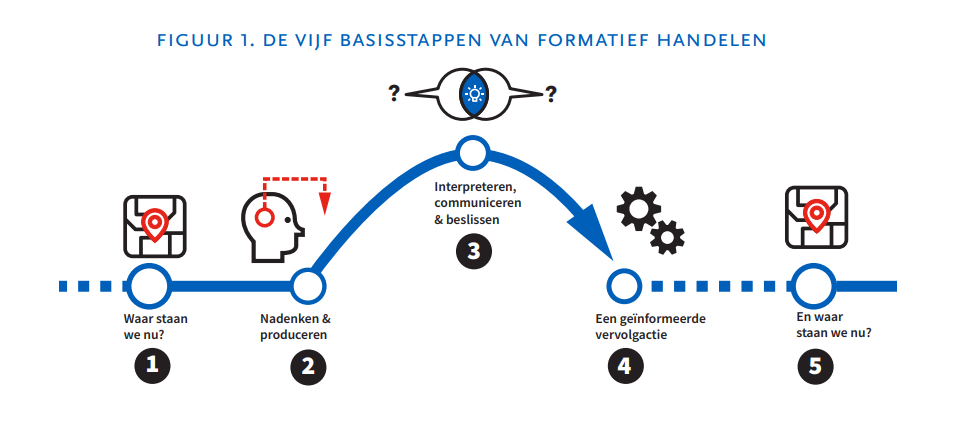 FIGUUR 1. DE VIJF BASISSTAPPEN VAN FORMATIEF HANDELEN
? ?
Waar staan
we nu?
1
Nadenken &
produceren
2
Interpreteren,
communiceren
& beslissen
3
Een geïnformeerde
vervolgactie
4
En waar
staan we nu?
5